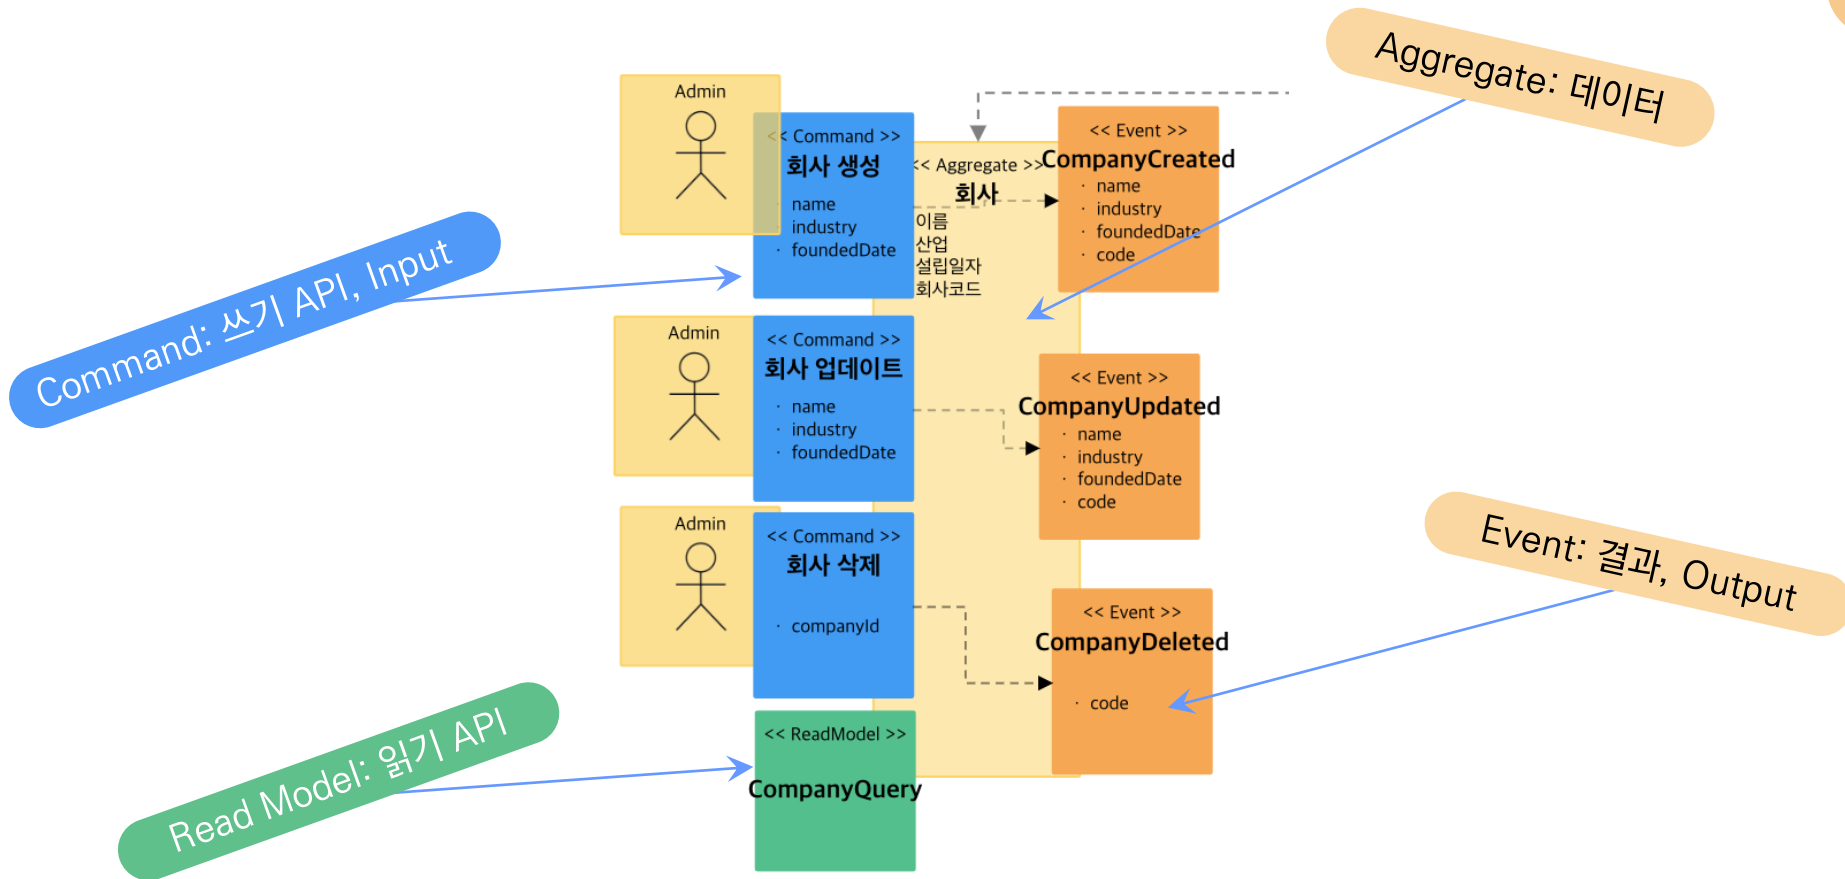 Aggregate: 데이터
Command: 쓰기 API, Input
Read Model: 읽기 API
Event: 결과, Output
Admin
<< Command >>
회사 생성
· name
· industry
· foundedDate
<< Aggregate >>
회사
이름
산업
설립일자
회사코드
<< Event >>
CompanyCreated
· name
· industry
· foundedDate
· code
Admin
<< Command >>
회사 업데이트
· name
· industry
· foundedDate
<< Event >>
CompanyUpdated
· name
· industry
· foundedDate
· code
Admin
<< Command >>
회사 삭제
· companyId
<< Event >>
CompanyDeleted
· code
<< ReadModel >>
CompanyQuery